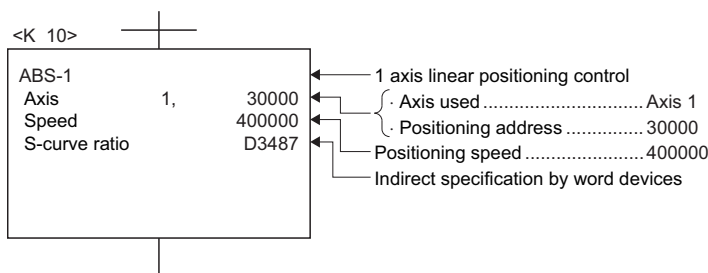 <K 10>
ABS-1
Axis 1, 30000
Speed 400000
S-curve ratio D3487
1 axis linear positioning control
· Axis used ............................... Axis 1
· Positioning address ............... 30000
Positioning speed ....................... 400000
Indirect specification by word devices